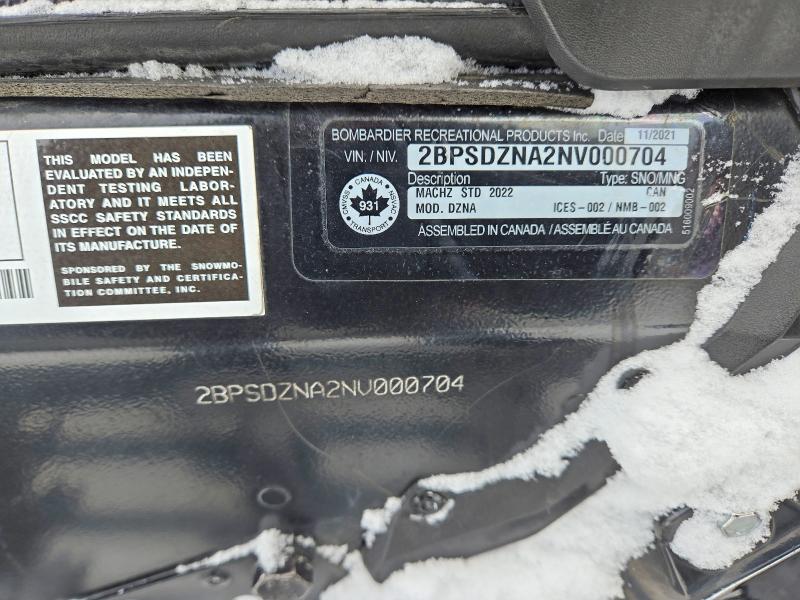 THIS MODEL HAS BEEN
EVALUATED BY AN INDEPEN-
DENT TESTING LABOR-
ATORY AND IT MEETS ALL
SSCC SAFETY STANDARDS
IN EFFECT ON THE DATE OF
ITS MANUFACTURE.
SPONSORED BY THE SNOWMO-
BILE SAFETY AND CERTIFICA-
TION COMMITTEE, INC.
BOMBARDIER RECREATIONAL PRODUCTS Inc. Date 11/2021
VIN. / NIV. 2BPSDZNA2NV000704
Description Type: SNO/MNG
MACHZ STD 2022 CAN
MOD. DZNA ICES-002 / NMB-002
ASSEMBLED IN CANADA / ASSEMBLÉ AU CANADA
516009002
CANADA
CMVSS 931 NSVAC
TRANSPORT
2BPSDZNA2NV000704